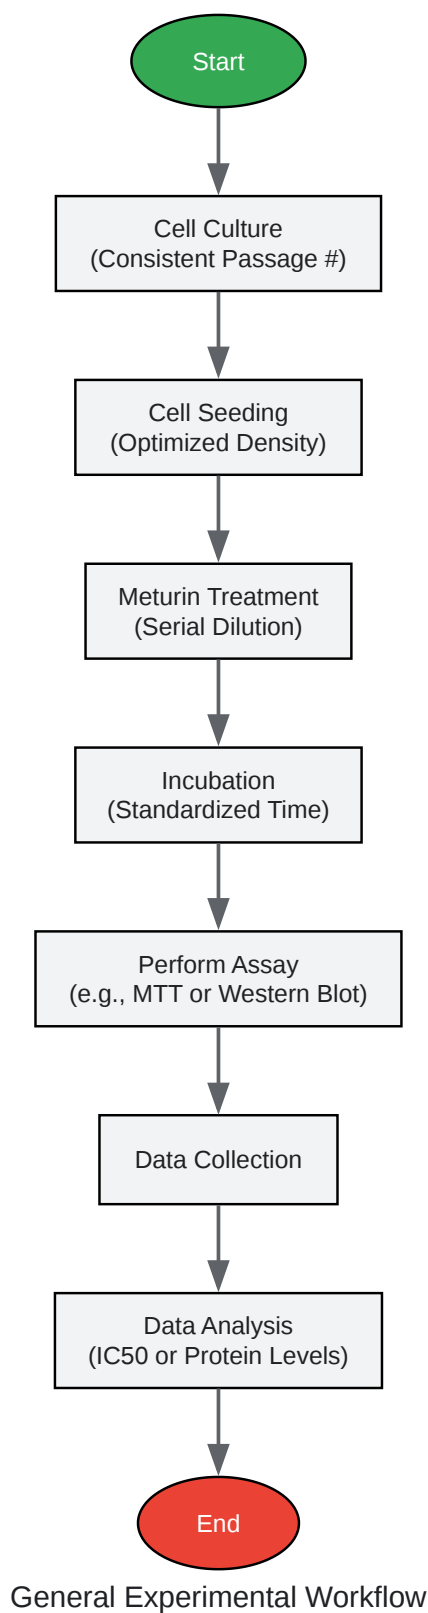 Start
Cell Culture
(Consistent Passage #)
Cell Seeding
(Optimized Density)
Meturin Treatment
(Serial Dilution)
Incubation
(Standardized Time)
Perform Assay
(e.g., MTT or Western Blot)
Data Collection
Data Analysis
(IC50 or Protein Levels)
End
General Experimental Workflow